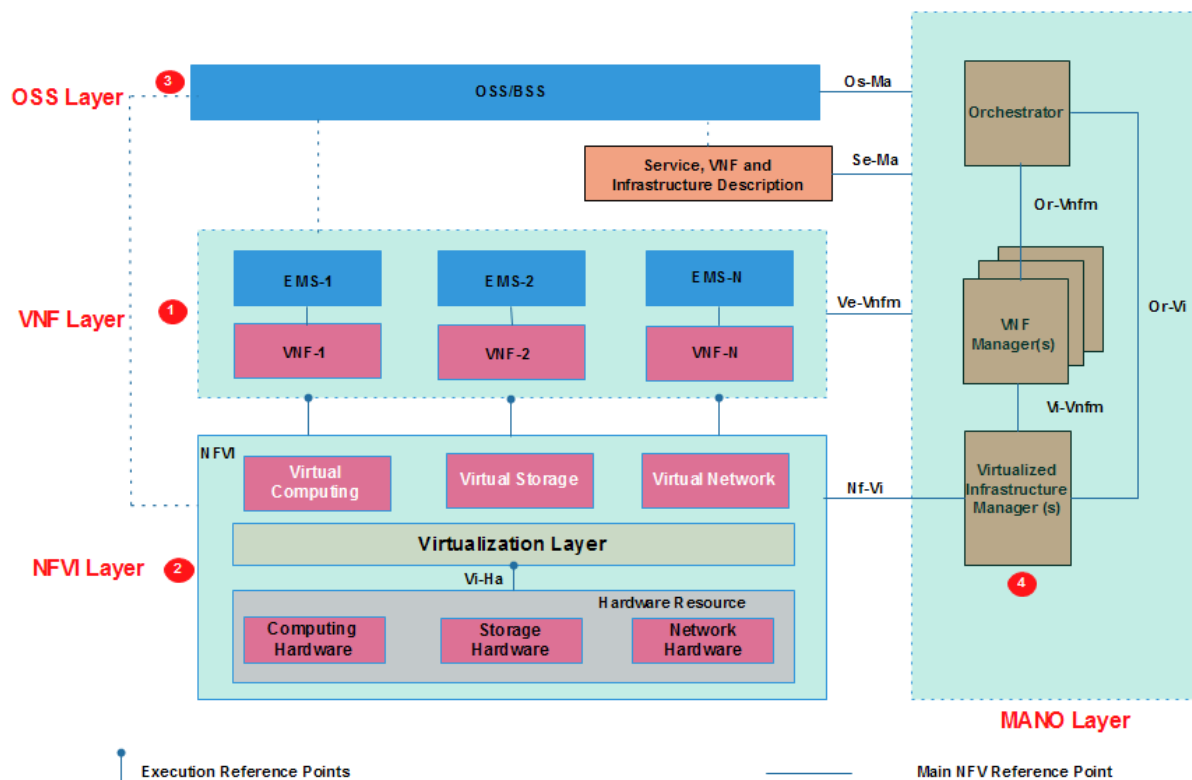 3
OSS Layer
OSS/BSS
Os-Ma
Orchestrator
Service, VNF and
Infrastructure Description
Se-Ma
Or-Vnfm
EMS-1
EMS-2
EMS-N
1
VNF Layer
Ve-Vnfm
VNF-1
VNF-2
VNF-N
VNF
Manager(s)
Or-Vi
Vi-Vnfm
NFVI
Virtual
Computing
Virtual Storage
Virtual Network
Nf-Vi
Virtualized
Infrastructure
Manager (s)
Virtualization Layer
NFVI Layer
2
Vi-Ha
4
Hardware Resource
Computing
Hardware
Storage
Hardware
Network
Hardware
MANO Layer
Execution Reference Points
Main NFV Reference Point